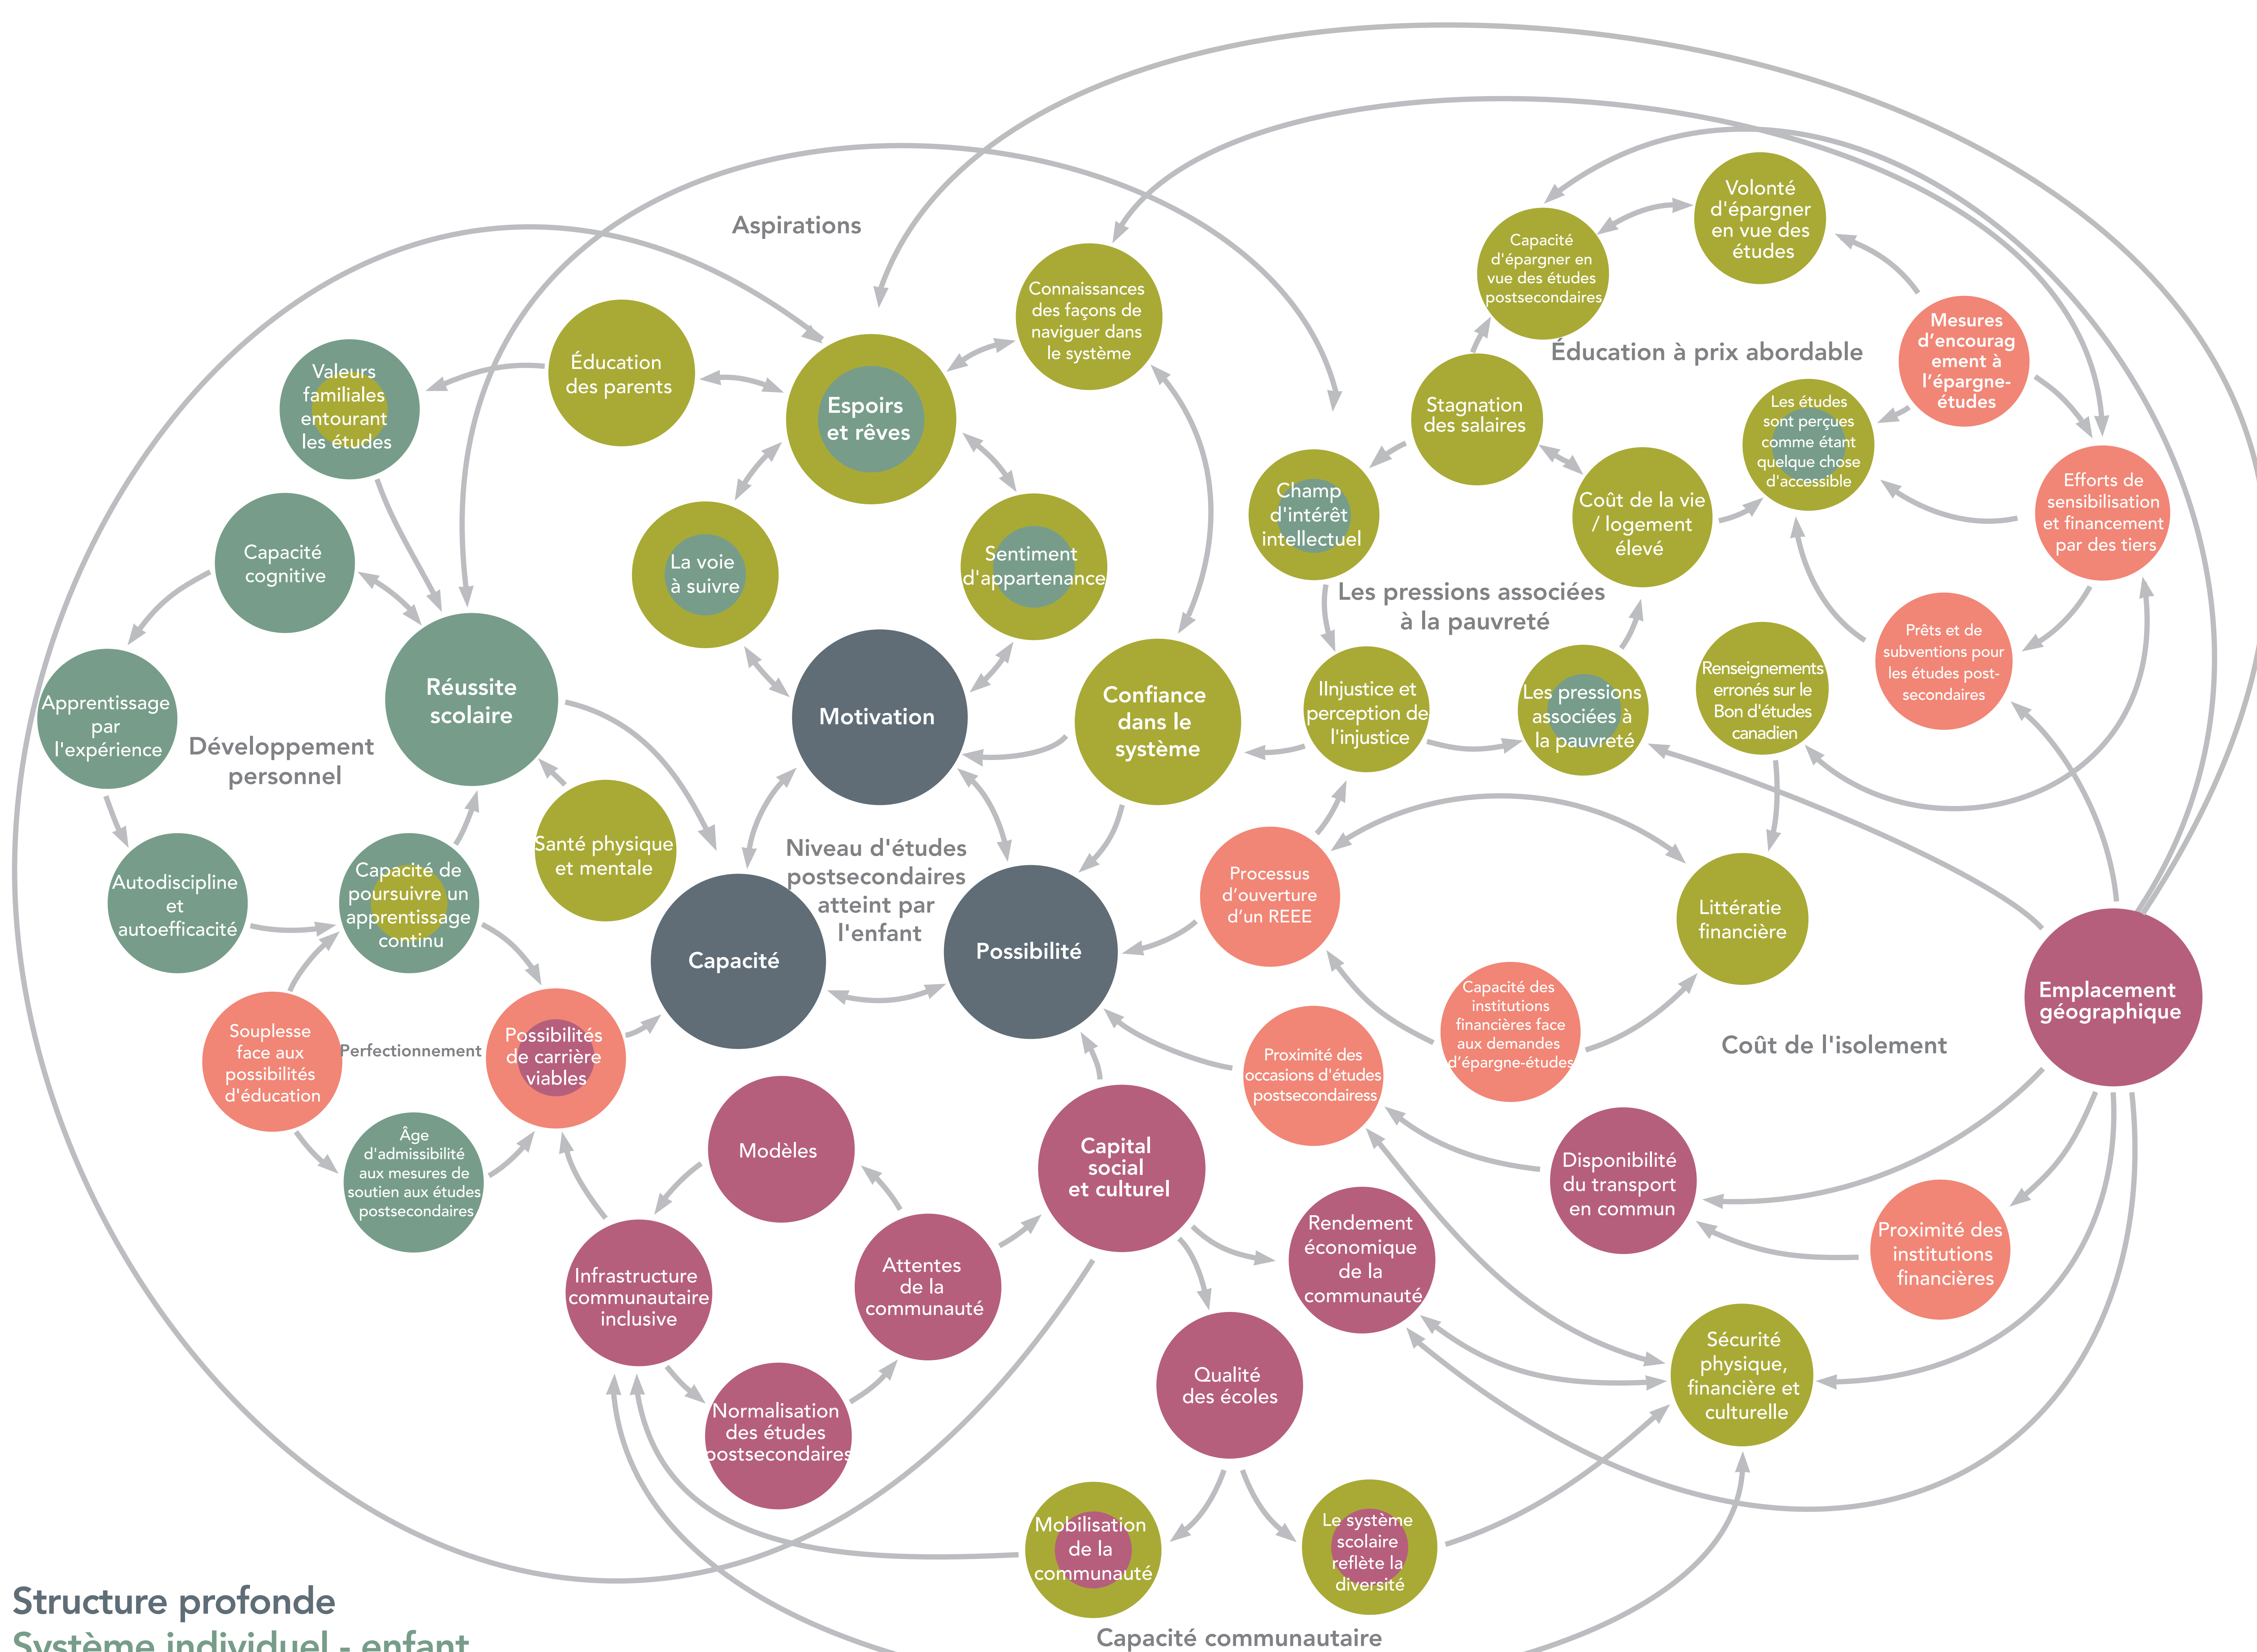 Aspirations
Volonté
d'épargner
en vue des
études
Capacité
d'épargner en
vue des études
postsecondaires
Connaissances
des façons de
naviguer dans
le système
Mesures
d’encourag
ement à
l’épargne-
études
Éducation à prix abordable
Éducation
des parents
Valeurs
familiales
entourant
les études
Espoirs
et rêves
Stagnation
des salaires
Les études
sont perçues
comme étant
quelque chose
d'accessible
Champ
d'intérêt
intellectuel
Coût de la vie
/ logement
élevé
Efforts de
sensibilisation
et financement
par des tiers
Capacité
cognitive
La voie
à suivre
Sentiment
d'appartenance
Les pressions associées
à la pauvreté
Prêts et de
subventions pour
les études post-
secondaires
Réussite
scolaire
Motivation
Confiance
dans le
système
IInjustice et
perception de
l'injustice
Les pressions
associées à
la pauvreté
Renseignements
erronés sur le
Bon d'études
canadien
Apprentissage
par
l'expérience
Développement
personnel
Santé physique
et mentale
Niveau d'études
postsecondaires
atteint par
l'enfant
Processus
d’ouverture
d’un REEE
Littératie
financière
Autodiscipline
et
autoefficacité
Capacité de
poursuivre un
apprentissage
continu
Capacité
Possibilité
Emplacement
géographique
Capacité des
institutions
financières face
aux demandes
d’épargne-études
Coût de l'isolement
Souplesse
face aux
possibilités
d'éducation
Perfectionnement
Possibilités
de carrière
viables
Proximité des
occasions d'études
postsecondairess
Âge
d'admissibilité
aux mesures de
soutien aux études
postsecondaires
Modèles
Capital
social
et culturel
Disponibilité
du transport
en commun
Rendement
économique
de la
communauté
Proximité des
institutions
financières
Infrastructure
communautaire
inclusive
Attentes
de la
communauté
Sécurité
physique,
financière et
culturelle
Qualité
des écoles
Normalisation
des études
postsecondaires
Mobilisation
de la
communauté
Le système
scolaire
reflète la
diversité
Structure profonde
Système individuel - enfant
Capacité communautaire